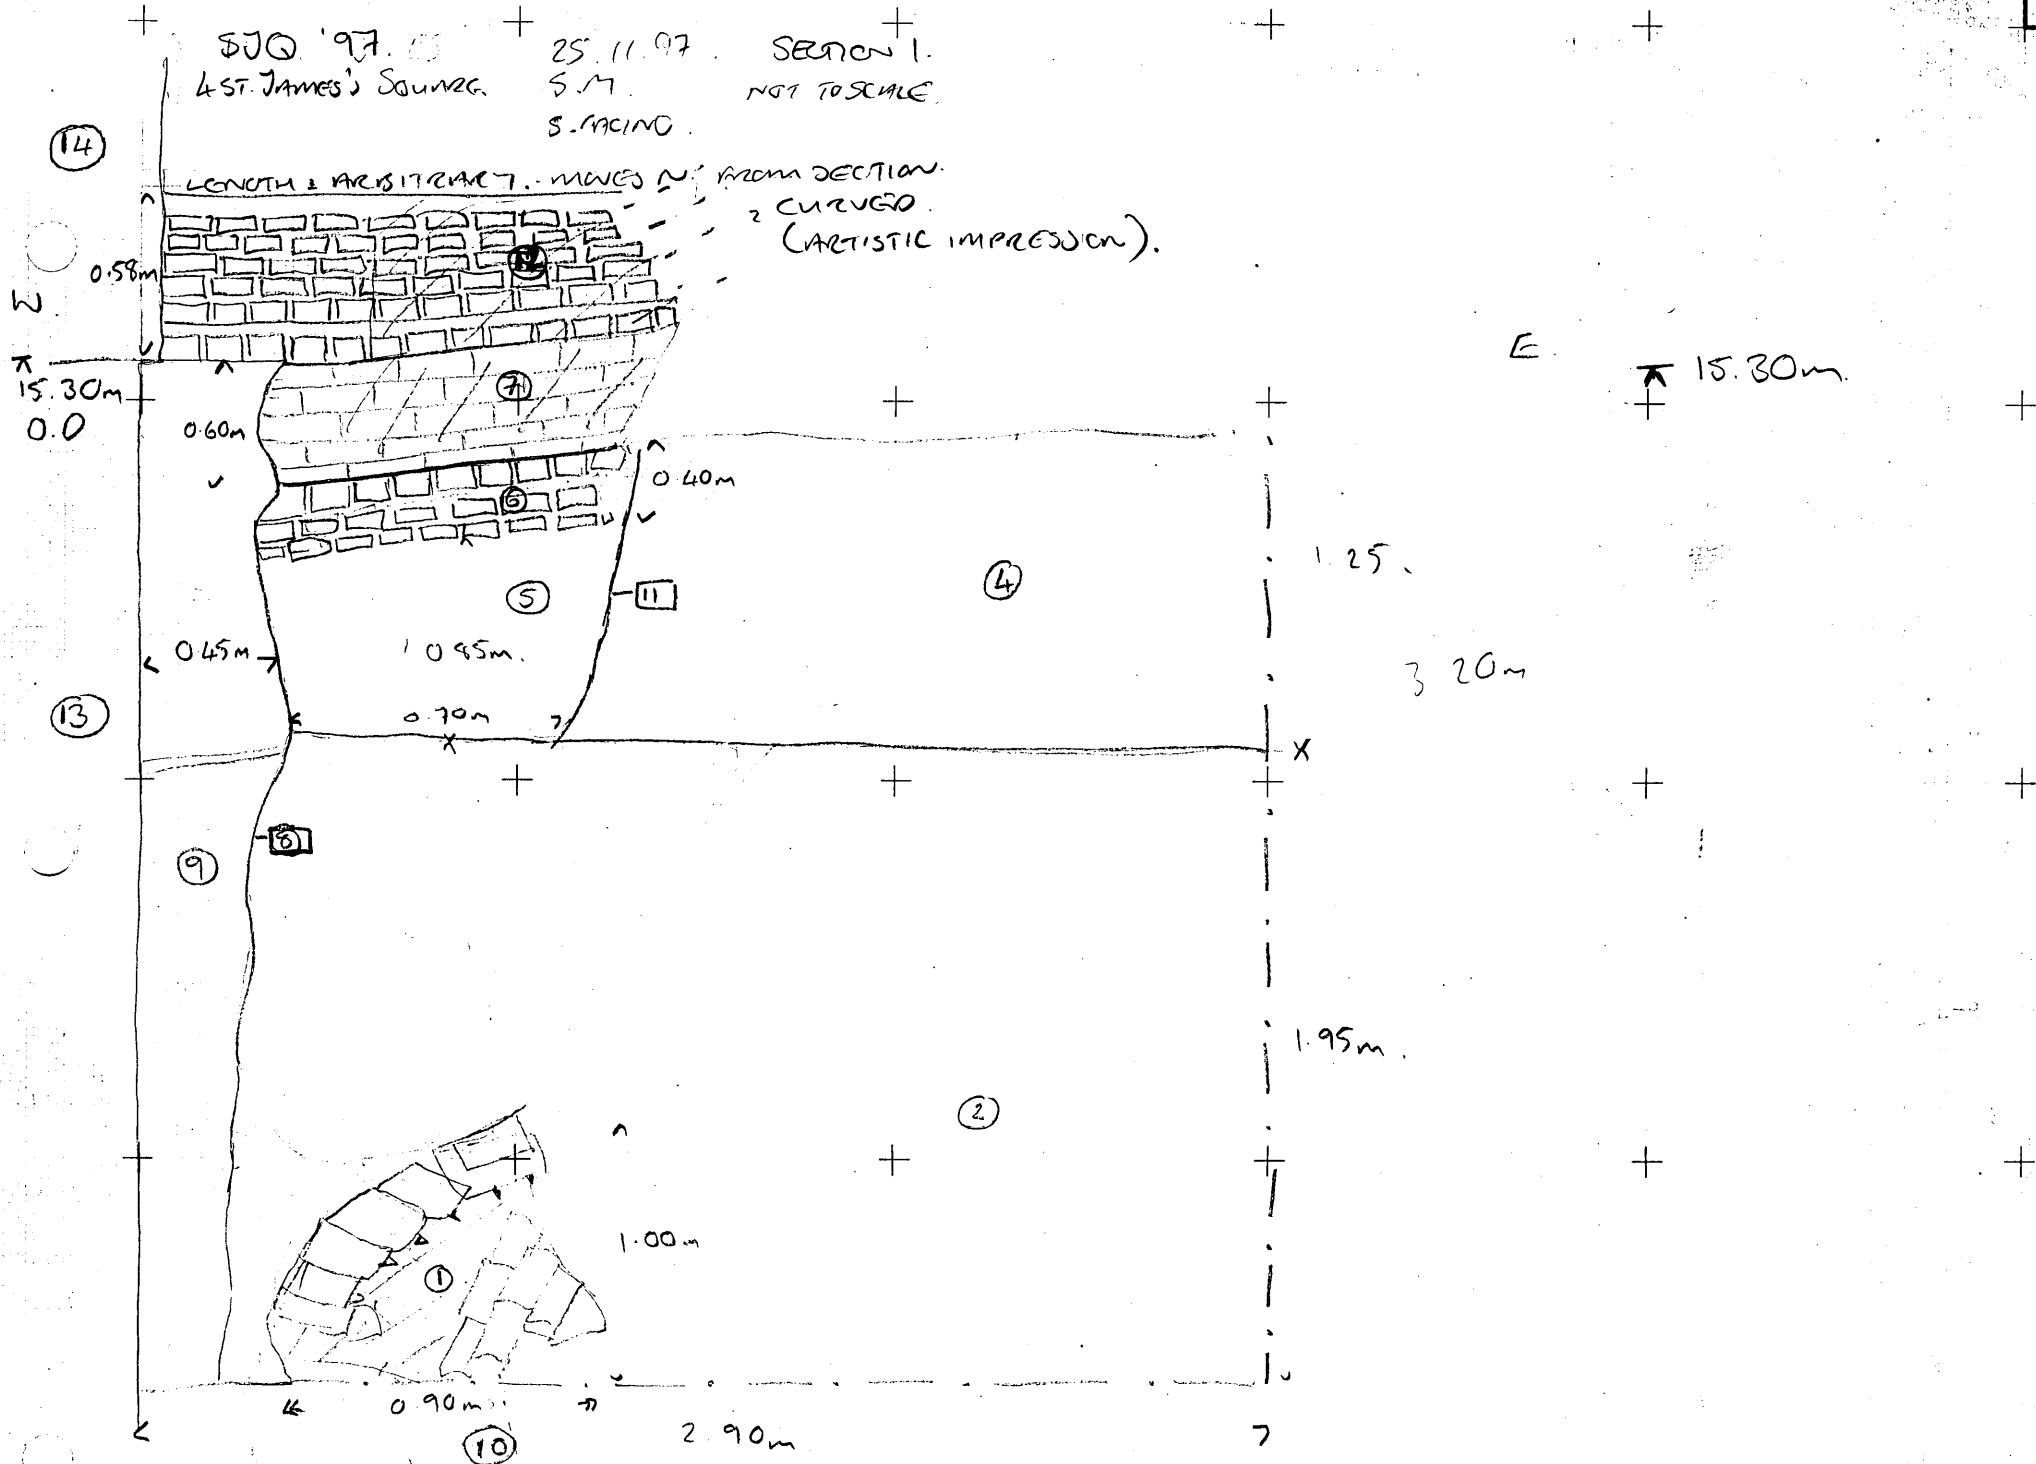 SJQ '97. 25.11.97. SECTION 1.
4 ST. JAMES'S SQUARE. S.M. NOT TO SCALE.
S. FACING.
14
LENGTH & ARBITRARY. - MOVES N. FROM SECTION.
& CURVED.
(ARTISTIC IMPRESSION).
12
0.58m
W
E
15.30m
15.30m
0.0
7
0.60m
0.40m
6
1.25.
4
5
11
0.45m
0.85m.
3.20m
13
0.70m
X
X
8
9
1.95m.
2
1.00m
1
0.90m
10
2.90m